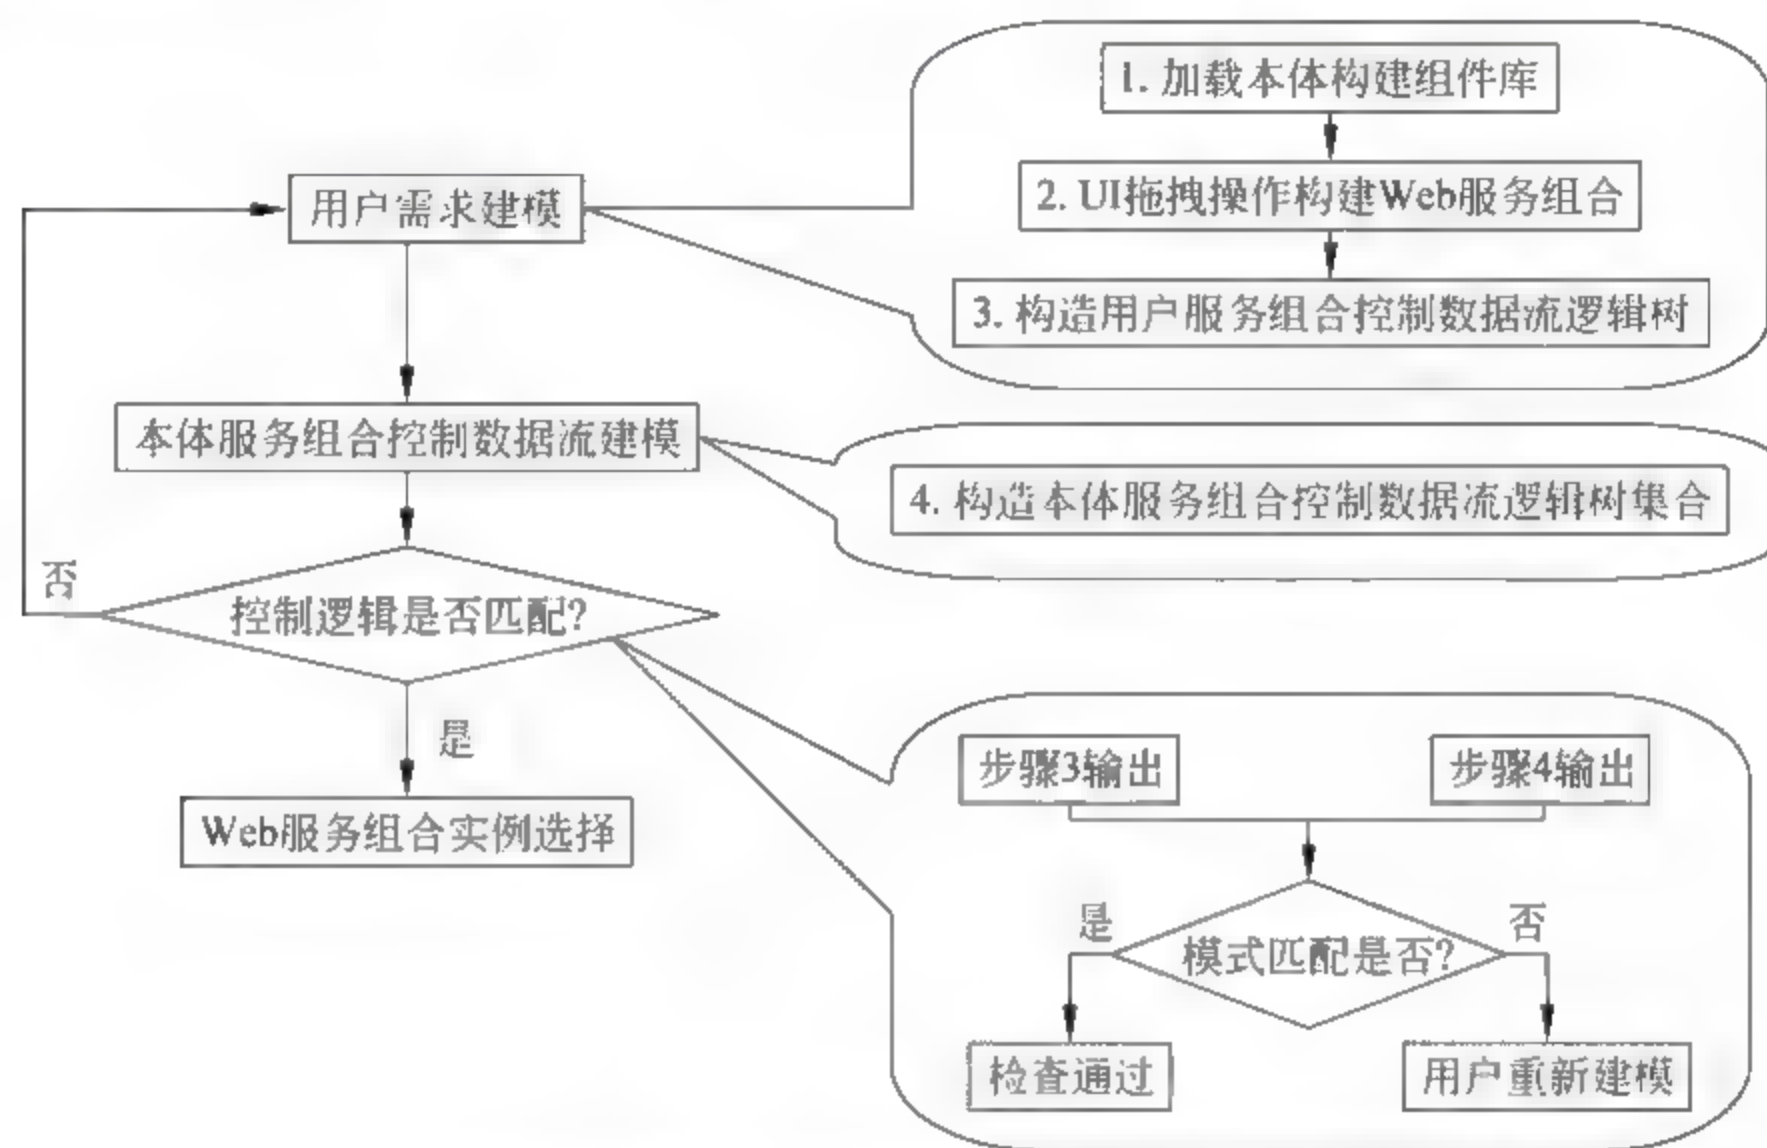 1. 加载本体构建组件库
2. UI拖拽操作构建Web服务组合
3. 构造用户服务组合控制数据流逻辑树
用户需求建模
本体服务组合控制数据流建模
4. 构造本体服务组合控制数据流逻辑树集合
否
控制逻辑是否匹配?
是
Web服务组合实例选择
步骤3输出
步骤4输出
是
模式匹配是否?
否
检查通过
用户重新建模